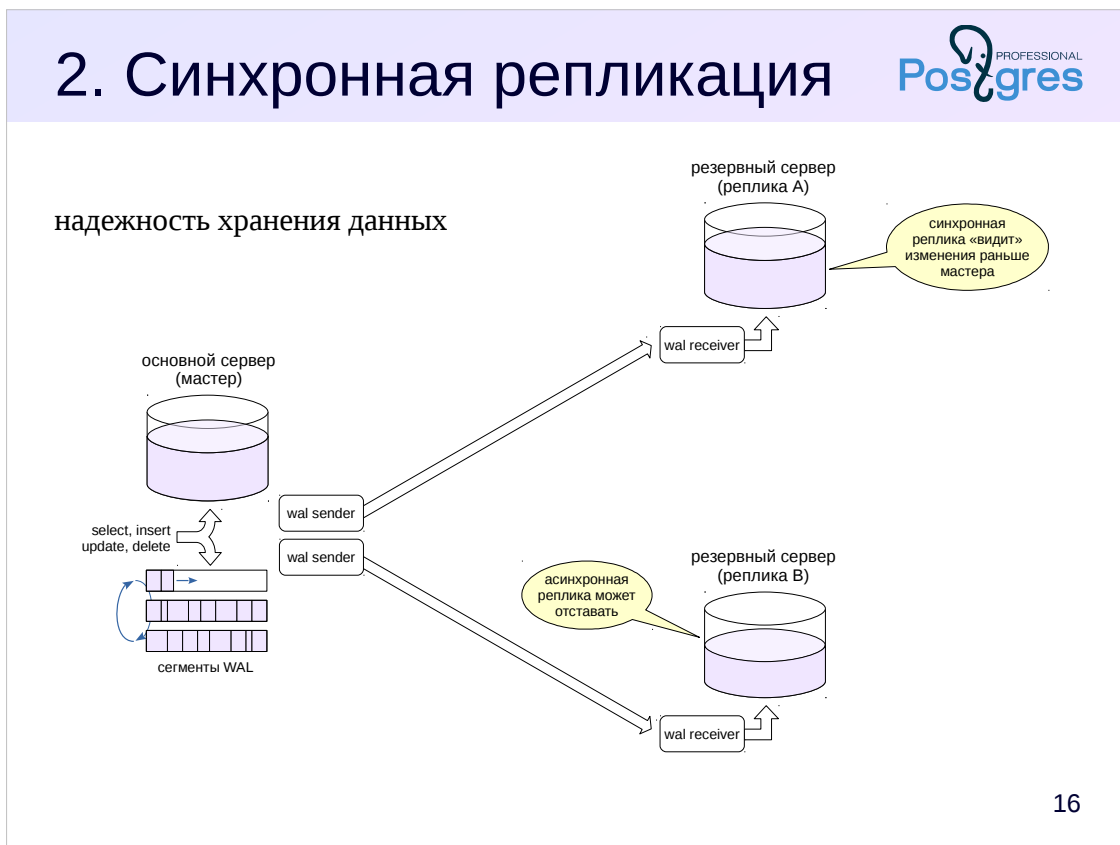 2. Синхронная репликация
PROFESSIONAL
Postgres
надежность хранения данных
резервный сервер
(реплика A)
синхронная
реплика «видит»
изменения раньше
мастера
wal receiver
основной сервер
(мастер)
wal sender
select, insert
update, delete
wal sender
сегменты WAL
асинхронная
реплика может
отставать
резервный сервер
(реплика B)
wal receiver
16